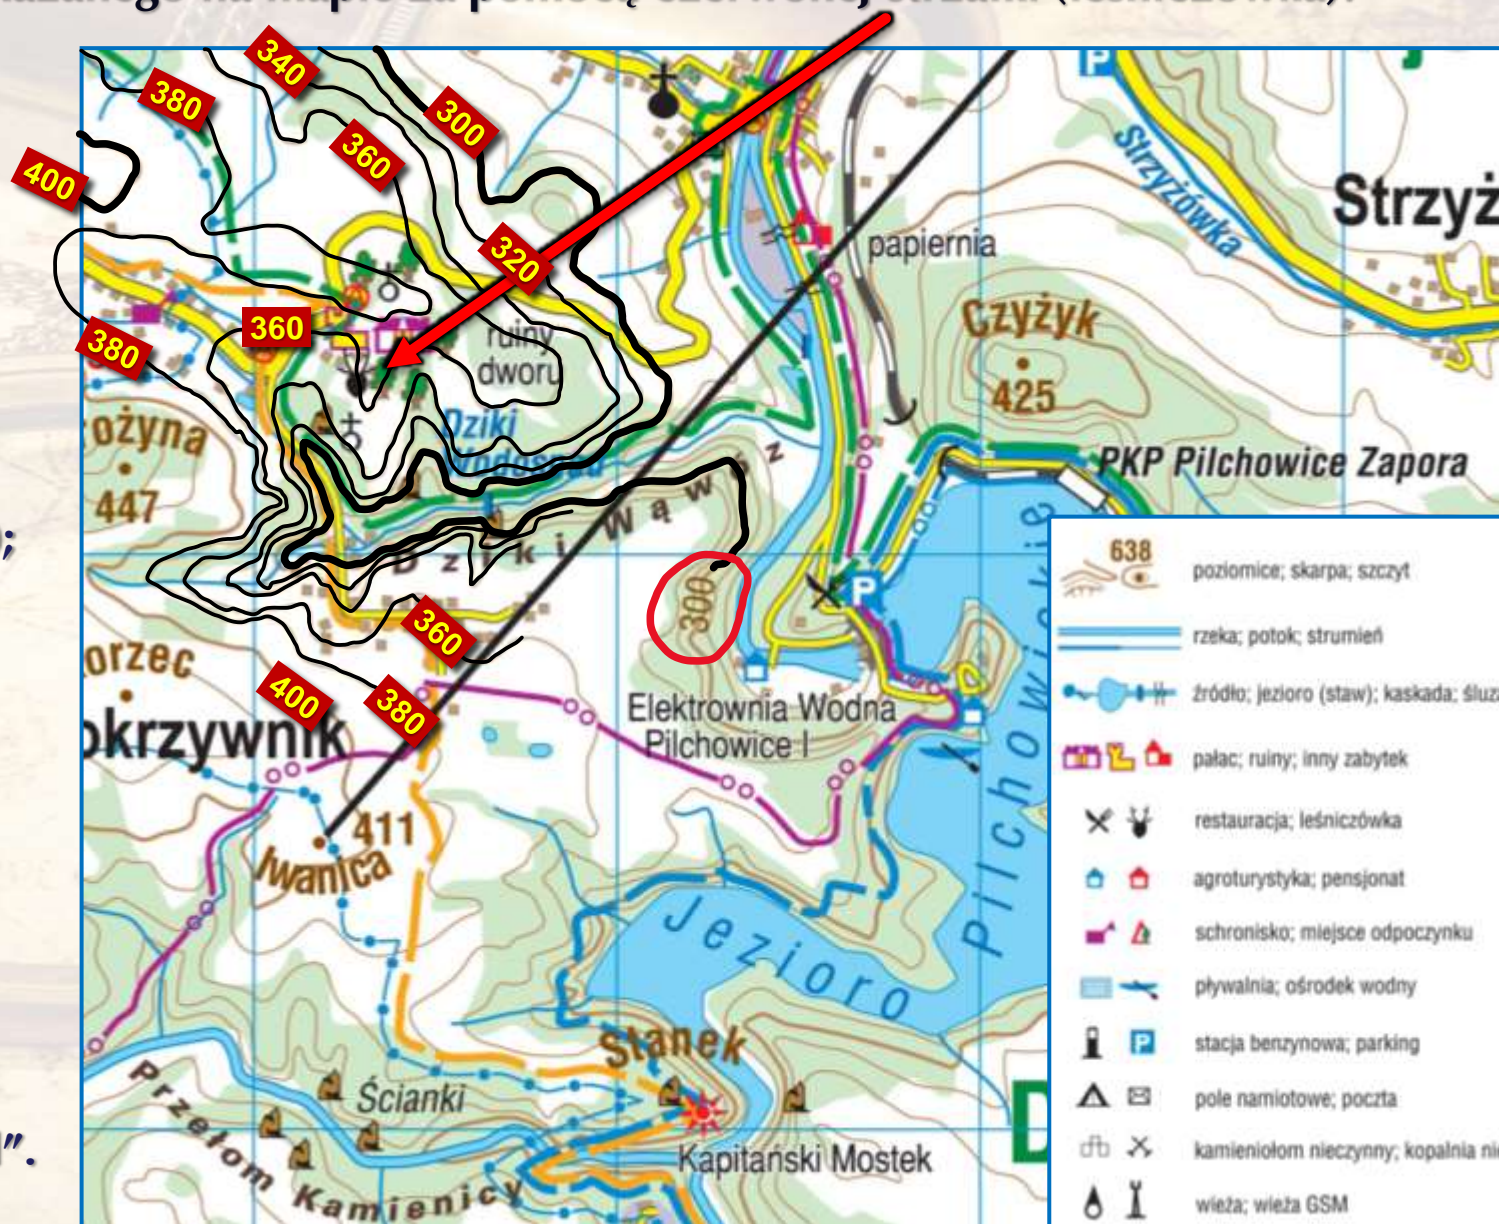 340
380
300
360
400
320
papiernia
Strzyżówka
Strzyż
360
380
ruiny
dworu
Czyżyk
425
Dziki
ożyna
447
PKP Pilchowice Zapora
Dziki Wąwóz
;
300
P
P
360
400
380
orzec
okrzywnik
Elektrownia Wodna
Pilchowice I
411
Iwanica
Jezioro
Pilchowickie
Stanek
Ścianki
Przełom Kamienicy
Kapitański Mostek
D
".
638
poziomice; skarpa; szczyt
rzeka; potok; strumień
źródło; jezioro (staw); kaskada; śluza
pałac; ruiny; inny zabytek
restauracja; leśniczówka
agroturystyka; pensjonat
schronisko; miejsce odpoczynku
pływalnia; ośrodek wodny
P
stacja benzynowa; parking
pole namiotowe; poczta
kamieniołom nieczynny; kopalnia nie
wieża; wieża GSM